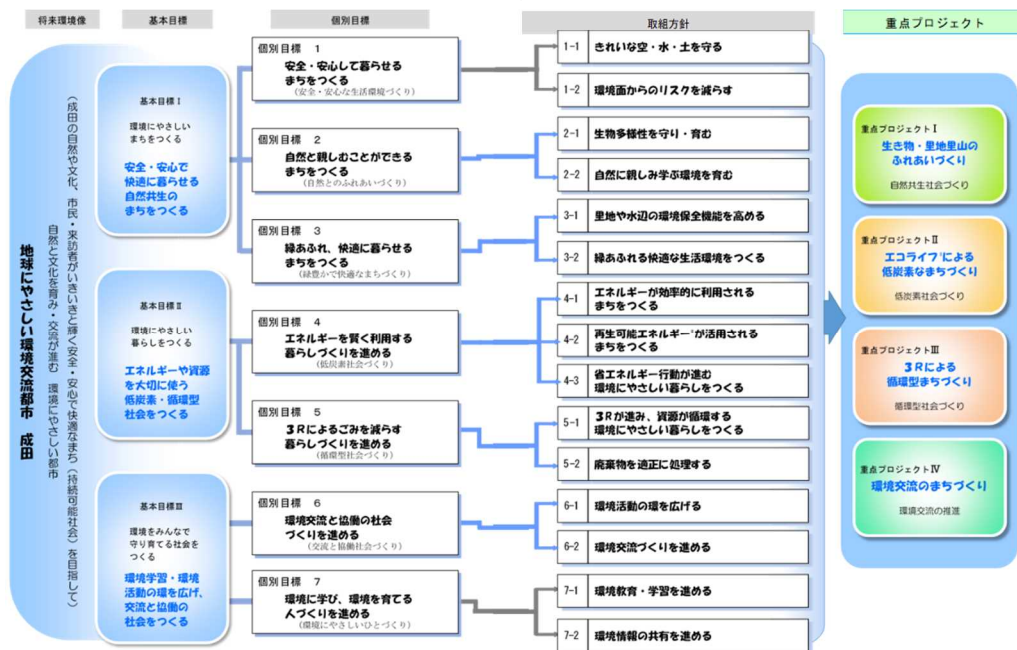 将来環境像
基本目標
個別目標
取組方針
重点プロジェクト
地球にやさしい環境交流都市 成田
自然と文化を育み・交流が進む 環境にやさしい都市
(成田の自然や文化、市民・来訪者がいきいきと輝く安全・安心で快適なまち(持続可能社会)を目指して)
基本目標Ⅰ
環境にやさしい
まちをつくる
安全・安心で
快適に暮らせる
自然共生の
まちをつくる
基本目標Ⅱ
環境にやさしい
暮らしをつくる
エネルギーや資源
を大切に使う
低炭素・循環型
社会をつくる
基本目標Ⅲ
環境をみんなで
守り育てる社会を
つくる
環境学習・環境
活動の環を広げ、
交流と協働の
社会をつくる
個別目標 1
安全・安心して暮らせる
まちをつくる
(安全・安心な生活環境づくり)
個別目標 2
自然と親しむことができる
まちをつくる
(自然とのふれあいづくり)
個別目標 3
緑あふれ、快適に暮らせる
まちをつくる
(緑豊かで快適なまちづくり)
個別目標 4
エネルギーを賢く利用する
暮らしづくりを進める
(低炭素社会づくり)
個別目標 5
3Rによるごみを減らす
暮らしづくりを進める
(循環型社会づくり)
個別目標 6
環境交流と協働の社会
づくりを進める
(交流と協働社会づくり)
個別目標 7
環境に学び、環境を育てる
人づくりを進める
(環境にやさしいひとづくり)
1-1 きれいな空・水・土を守る
1-2 環境面からのリスクを減らす
2-1 生物多様性を守り・育む
2-2 自然に親しみ学ぶ環境を育む
3-1 里地や水辺の環境保全機能を高める
3-2 緑あふれる快適な生活環境をつくる
4-1 エネルギーが効率的に利用される
まちをつくる
4-2 再生可能エネルギーが活用される
まちをつくる
4-3 省エネルギー行動が進む
環境にやさしい暮らしをつくる
5-1 3Rが進み、資源が循環する
環境にやさしい暮らしをつくる
5-2 廃棄物を適正に処理する
6-1 環境活動の環を広げる
6-2 環境交流づくりを進める
7-1 環境教育・学習を進める
7-2 環境情報の共有を進める
重点プロジェクトⅠ
生き物・里地里山の
ふれあいづくり
自然共生社会づくり
重点プロジェクトⅡ
エコライフによる
低炭素なまちづくり
低炭素社会づくり
重点プロジェクトⅢ
3Rによる
循環型まちづくり
循環型社会づくり
重点プロジェクトⅣ
環境交流のまちづくり
環境交流の推進